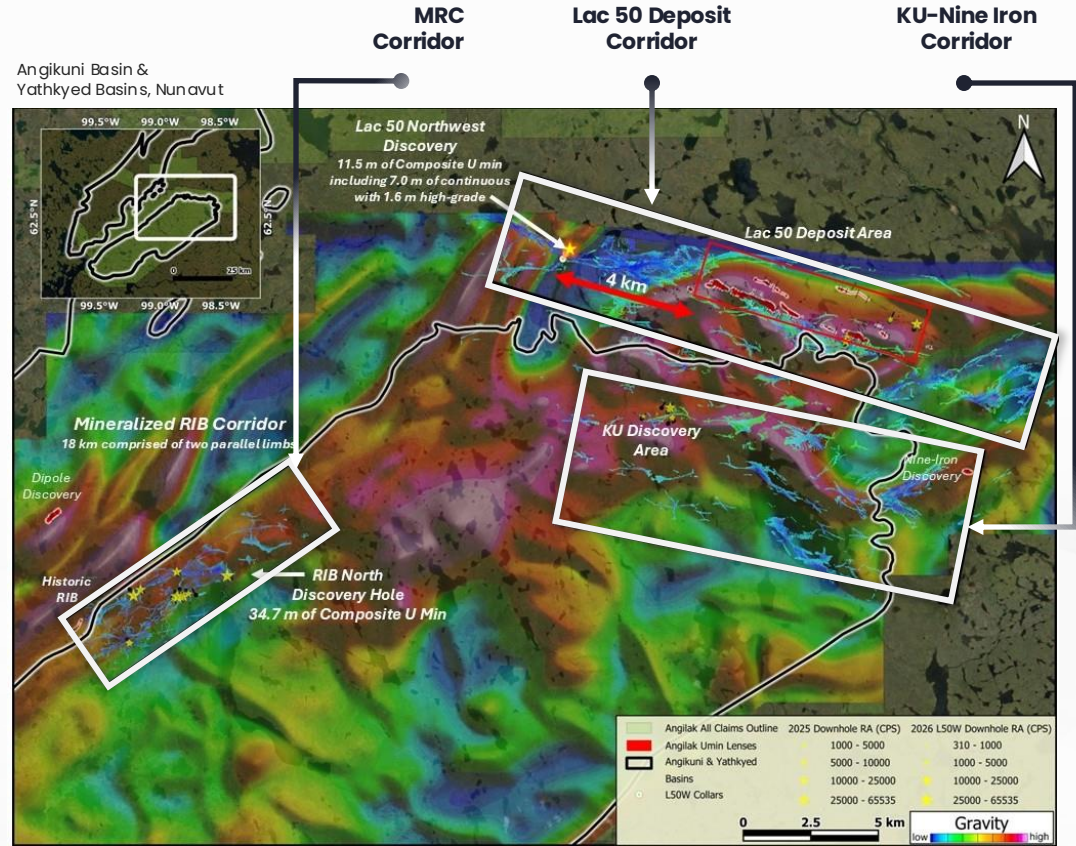 MRC
Corridor
Lac 50 Deposit
Corridor
KU-Nine Iron
Corridor
Angikuni Basin &
Yathkyed Basins, Nunavut
99.5°W 99.0°W 98.5°W
62.5°N
62.5°N
0 25 km
99.5°W 99.0°W 98.5°W
Lac 50 Northwest
Discovery
11.5 m of Composite U min
including 7.0 m of continuous
with 1.6 m high-grade
N
Lac 50 Deposit Area
4 km
Mineralized RIB Corridor
18 km comprised of two parallel limbs
KU Discovery
Area
Nine-Iron
Discovery
Dipole
Discovery
Historic
RIB
RIB North
Discovery Hole
34.7 m of Composite U Min
Angilak All Claims Outline
Angilak Umin Lenses
Angikuni & Yathkyed
Basins
L50W Collars
2025 Downhole RA (CPS)
1000 - 5000
5000 - 10000
10000 - 25000
25000 - 65535
2026 L50W Downhole RA (CPS)
310 - 1000
1000 - 5000
10000 - 25000
25000 - 65535
0 2.5 5 km
Gravity
low high